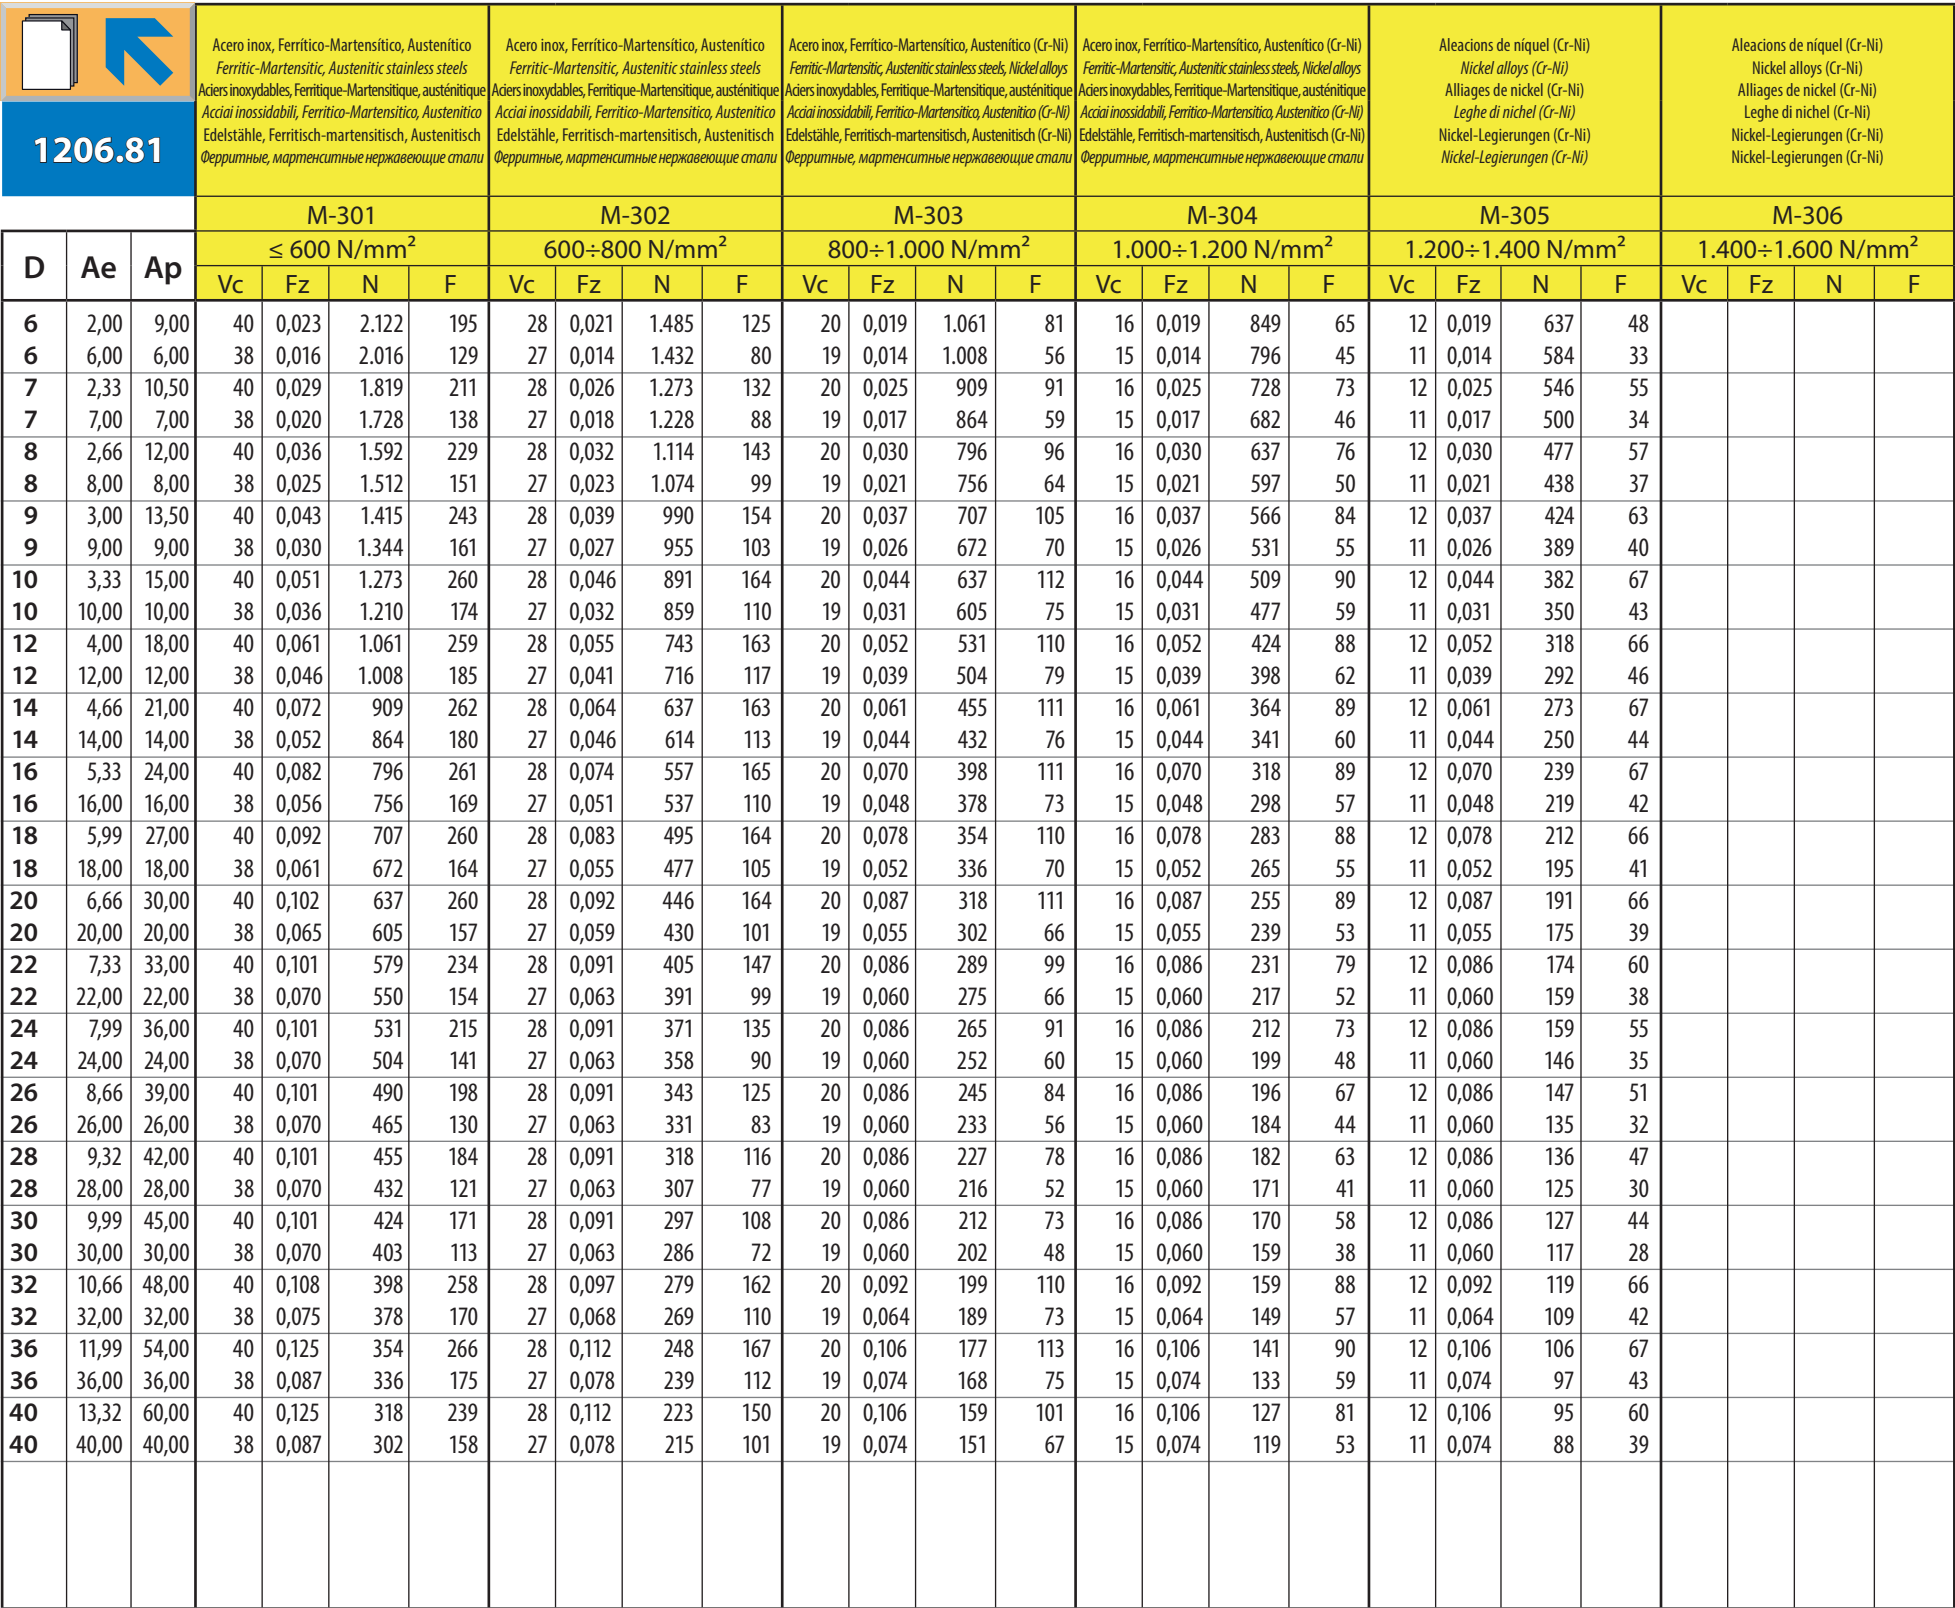 Acero inox, Ferrítico-Martensítico, Austenítico
Ferritic-Martensitic, Austenitic stainless steels
Aciers inoxydables, Ferritique-Martensitique, austénitique
Acciai inossidabili, Ferritico-Martensitico, Austenitico
Edelstähle, Ferritisch-martensitisch, Austenitisch
Ферритные, мартенситные нержавеющие стали
Acero inox, Ferrítico-Martensítico, Austenítico
Ferritic-Martensitic, Austenitic stainless steels
Aciers inoxydables, Ferritique-Martensitique, austénitique
Acciai inossidabili, Ferritico-Martensitico, Austenitico
Edelstähle, Ferritisch-martensitisch, Austenitisch
Ферритные, мартенситные нержавеющие стали
Acero inox, Ferrítico-Martensítico, Austenítico (Cr-Ni)
Ferritic-Martensitic, Austenitic stainless steels, Nickel alloys
Aciers inoxydables, Ferritique-Martensitique, austénitique
Acciai inossidabili, Ferritico-Martensitico, Austenitico (Cr-Ni)
Edelstähle, Ferritisch-martensitisch, Austenitisch (Cr-Ni)
Ферритные, мартенситные нержавеющие стали
Acero inox, Ferrítico-Martensítico, Austenítico (Cr-Ni)
Ferritic-Martensitic, Austenitic stainless steels, Nickel alloys
Aciers inoxydables, Ferritique-Martensitique, austénitique
Acciai inossidabili, Ferritico-Martensitico, Austenitico (Cr-Ni)
Edelstähle, Ferritisch-martensitisch, Austenitisch (Cr-Ni)
Ферритные, мартенситные нержавеющие стали
Aleacions de níquel (Cr-Ni)
Nickel alloys (Cr-Ni)
Alliages de nickel (Cr-Ni)
Leghe di nichel (Cr-Ni)
Nickel-Legierungen (Cr-Ni)
Nickel-Legierungen (Cr-Ni)
Aleacions de níquel (Cr-Ni)
Nickel alloys (Cr-Ni)
Alliages de nickel (Cr-Ni)
Leghe di nichel (Cr-Ni)
Nickel-Legierungen (Cr-Ni)
Nickel-Legierungen (Cr-Ni)
1206.81
M-301 M-302 M-303 M-304 M-305 M-306
D Ae Ap ≤ 600 N/mm² 600÷800 N/mm² 800÷1.000 N/mm² 1.000÷1.200 N/mm² 1.200÷1.400 N/mm² 1.400÷1.600 N/mm²
Vc Fz N F Vc Fz N F Vc Fz N F Vc Fz N F Vc Fz N F Vc Fz N F
6 2,00 9,00 40 0,023 2.122 195 28 0,021 1.485 125 20 0,019 1.061 81 16 0,019 849 65 12 0,019 637 48
6 6,00 6,00 38 0,016 2.016 129 27 0,014 1.432 80 19 0,014 1.008 56 15 0,014 796 45 11 0,014 584 33
7 2,33 10,50 40 0,029 1.819 211 28 0,026 1.273 132 20 0,025 909 91 16 0,025 728 73 12 0,025 546 55
7 7,00 7,00 38 0,020 1.728 138 27 0,018 1.228 88 19 0,017 864 59 15 0,017 682 46 11 0,017 500 34
8 2,66 12,00 40 0,036 1.592 229 28 0,032 1.114 143 20 0,030 796 96 16 0,030 637 76 12 0,030 477 57
8 8,00 8,00 38 0,025 1.512 151 27 0,023 1.074 99 19 0,021 756 64 15 0,021 597 50 11 0,021 438 37
9 3,00 13,50 40 0,043 1.415 243 28 0,039 990 154 20 0,037 707 105 16 0,037 566 84 12 0,037 424 63
9 9,00 9,00 38 0,030 1.344 161 27 0,027 955 103 19 0,026 672 70 15 0,026 531 55 11 0,026 389 40
10 3,33 15,00 40 0,051 1.273 260 28 0,046 891 164 20 0,044 637 112 16 0,044 509 90 12 0,044 382 67
10 10,00 10,00 38 0,036 1.210 174 27 0,032 859 110 19 0,031 605 75 15 0,031 477 59 11 0,031 350 43
12 4,00 18,00 40 0,061 1.061 259 28 0,055 743 163 20 0,052 531 110 16 0,052 424 88 12 0,052 318 66
12 12,00 12,00 38 0,046 1.008 185 27 0,041 716 117 19 0,039 504 79 15 0,039 398 62 11 0,039 292 46
14 4,66 21,00 40 0,072 909 262 28 0,064 637 163 20 0,061 455 111 16 0,061 364 89 12 0,061 273 67
14 14,00 14,00 38 0,052 864 180 27 0,046 614 113 19 0,044 432 76 15 0,044 341 60 11 0,044 250 44
16 5,33 24,00 40 0,082 796 261 28 0,074 557 165 20 0,070 398 111 16 0,070 318 89 12 0,070 239 67
16 16,00 16,00 38 0,056 756 169 27 0,051 537 110 19 0,048 378 73 15 0,048 298 57 11 0,048 219 42
18 5,99 27,00 40 0,092 707 260 28 0,083 495 164 20 0,078 354 110 16 0,078 283 88 12 0,078 212 66
18 18,00 18,00 38 0,061 672 164 27 0,055 477 105 19 0,052 336 70 15 0,052 265 55 11 0,052 195 41
20 6,66 30,00 40 0,102 637 260 28 0,092 446 164 20 0,087 318 111 16 0,087 255 89 12 0,087 191 66
20 20,00 20,00 38 0,065 605 157 27 0,059 430 101 19 0,055 302 66 15 0,055 239 53 11 0,055 175 39
22 7,33 33,00 40 0,101 579 234 28 0,091 405 147 20 0,086 289 99 16 0,086 231 79 12 0,086 174 60
22 22,00 22,00 38 0,070 550 154 27 0,063 391 99 19 0,060 275 66 15 0,060 217 52 11 0,060 159 38
24 7,99 36,00 40 0,101 531 215 28 0,091 371 135 20 0,086 265 91 16 0,086 212 73 12 0,086 159 55
24 24,00 24,00 38 0,070 504 141 27 0,063 358 90 19 0,060 252 60 15 0,060 199 48 11 0,060 146 35
26 8,66 39,00 40 0,101 490 198 28 0,091 343 125 20 0,086 245 84 16 0,086 196 67 12 0,086 147 51
26 26,00 26,00 38 0,070 465 130 27 0,063 331 83 19 0,060 233 56 15 0,060 184 44 11 0,060 135 32
28 9,32 42,00 40 0,101 455 184 28 0,091 318 116 20 0,086 227 78 16 0,086 182 63 12 0,086 136 47
28 28,00 28,00 38 0,070 432 121 27 0,063 307 77 19 0,060 216 52 15 0,060 171 41 11 0,060 125 30
30 9,99 45,00 40 0,101 424 171 28 0,091 297 108 20 0,086 212 73 16 0,086 170 58 12 0,086 127 44
30 30,00 30,00 38 0,070 403 113 27 0,063 286 72 19 0,060 202 48 15 0,060 159 38 11 0,060 117 28
32 10,66 48,00 40 0,108 398 258 28 0,097 279 162 20 0,092 199 110 16 0,092 159 88 12 0,092 119 66
32 32,00 32,00 38 0,075 378 170 27 0,068 269 110 19 0,064 189 73 15 0,064 149 57 11 0,064 109 42
36 11,99 54,00 40 0,125 354 266 28 0,112 248 167 20 0,106 177 113 16 0,106 141 90 12 0,106 106 67
36 36,00 36,00 38 0,087 336 175 27 0,078 239 112 19 0,074 168 75 15 0,074 133 59 11 0,074 97 43
40 13,32 60,00 40 0,125 318 239 28 0,112 223 150 20 0,106 159 101 16 0,106 127 81 12 0,106 95 60
40 40,00 40,00 38 0,087 302 158 27 0,078 215 101 19 0,074 151 67 15 0,074 119 53 11 0,074 88 39